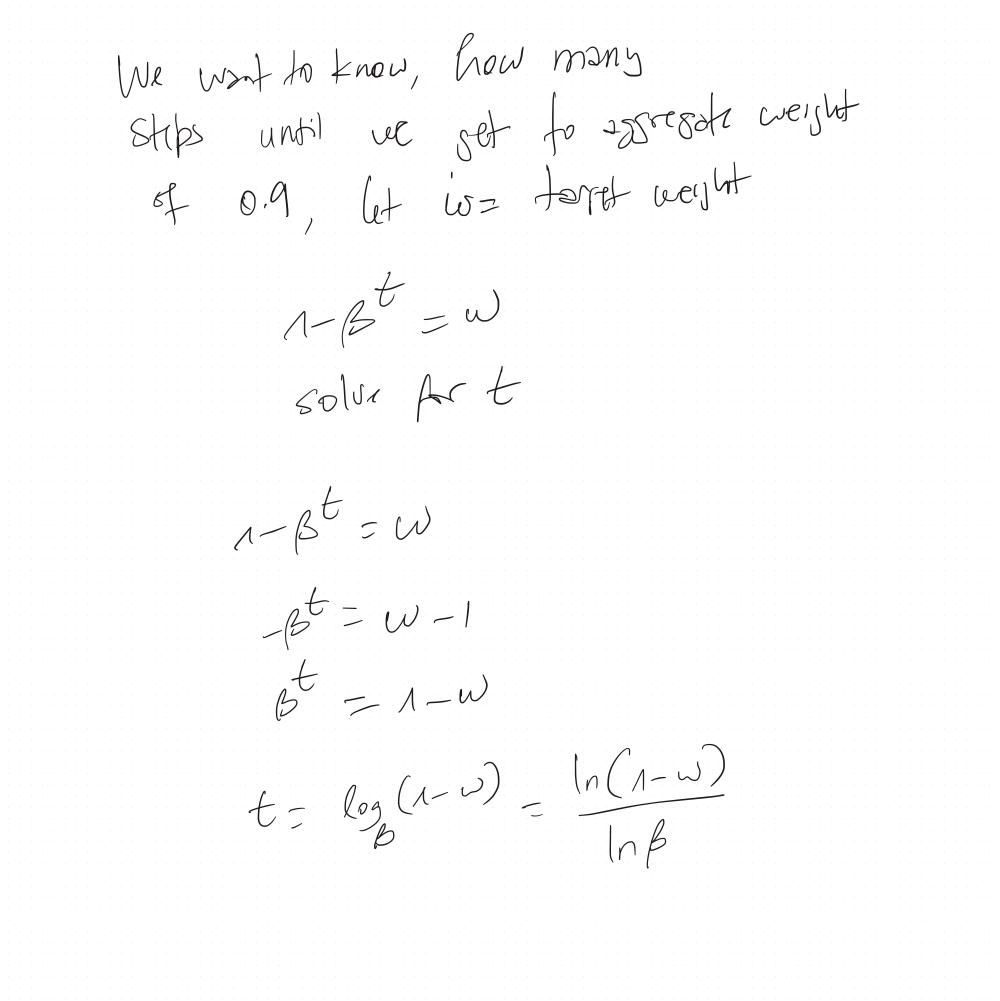 We want to know, how many
steps until we get to aggregate weight
of 0.9, let w = target weight
1-β^t = w
solve for t
1-β^t = w
-β^t = w - 1
β^t = 1 - w
t = log_β (1-w) = ln(1-w) / ln β